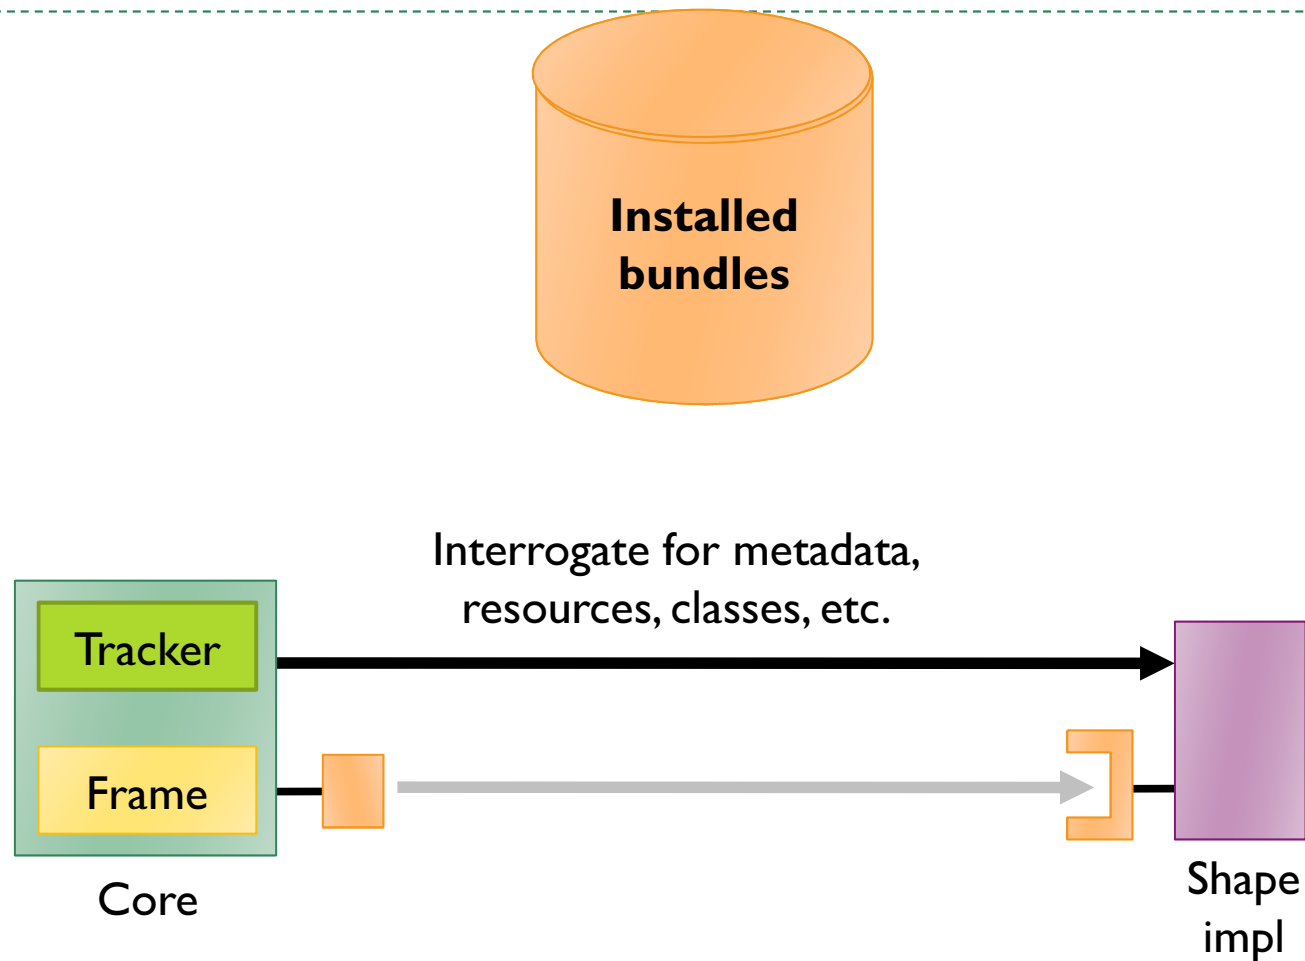 Installed
bundles
Interrogate for metadata,
resources, classes, etc.
Tracker
Frame
Core
Shape
impl